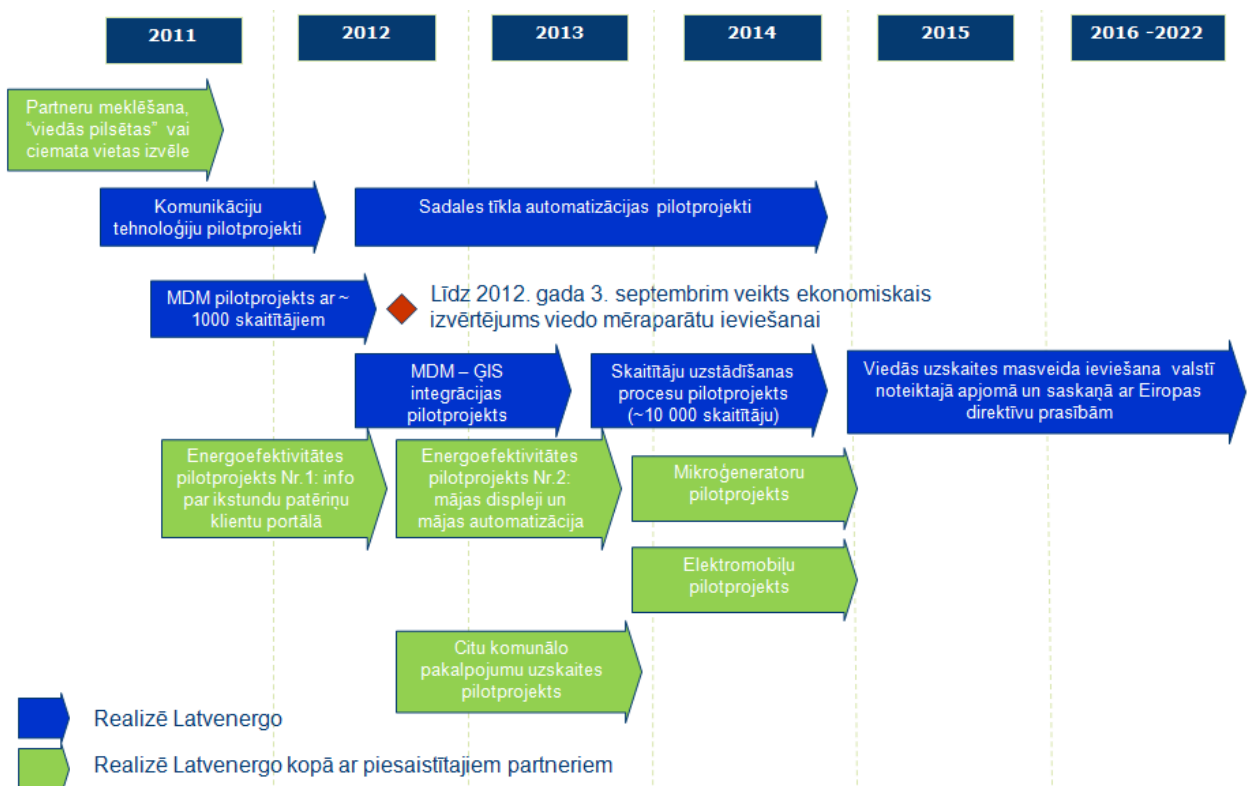 2011
2012
2013
2014
2015
2016 -2022
Partneru meklēšana,
“viedās pilsētas” vai
ciemata vietas izvēle
Komunikāciju
tehnoloģiju pilotprojekti
Sadales tīkla automatizācijas pilotprojekti
MDM pilotprojekts ar ~
1000 skaitītājiem
Līdz 2012. gada 3. septembrim veikts ekonomiskais
izvērtējums viedo mēraparātu ieviešanai
MDM – ĢIS
integrācijas
pilotprojekts
Skaitītāju uzstādīšanas
procesu pilotprojekts
(~10 000 skaitītāju)
Viedās uzskaites masveida ieviešana valstī
noteiktajā apjomā un saskaņā ar Eiropas
direktīvu prasībām
Energoefektivitātes
pilotprojekts Nr.1: info
par ikstundu patēriņu
klientu portālā
Energoefektivitātes
pilotprojekts Nr.2:
mājas displeji un
mājas automatizācija
Mikroģeneratoru
pilotprojekts
Elektromobiļu
pilotprojekts
Citu komunālo
pakalpojumu uzskaites
pilotprojekts
Realizē Latvenergo
Realizē Latvenergo kopā ar piesaistītajiem partneriem